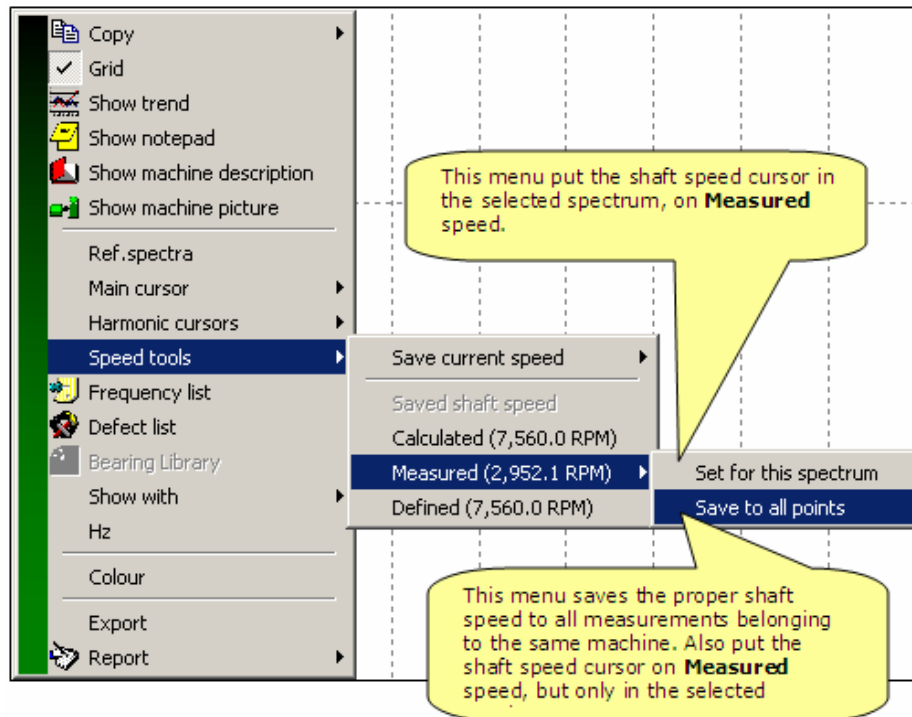 Copy
Grid
Show trend
Show notepad
Show machine description
Show machine picture
Ref.spectra
Main cursor
Harmonic cursors
Speed tools
Frequency list
Defect list
Bearing Library
Show with
Hz
Colour
Export
Report
Save current speed
Saved shaft speed
Calculated (7,560.0 RPM)
Measured (2,952.1 RPM)
Defined (7,560.0 RPM)
Set for this spectrum
Save to all points
This menu put the shaft speed cursor in
the selected spectrum, on Measured
speed.
This menu saves the proper shaft
speed to all measurements belonging
to the same machine. Also put the
shaft speed cursor on Measured
speed, but only in the selected